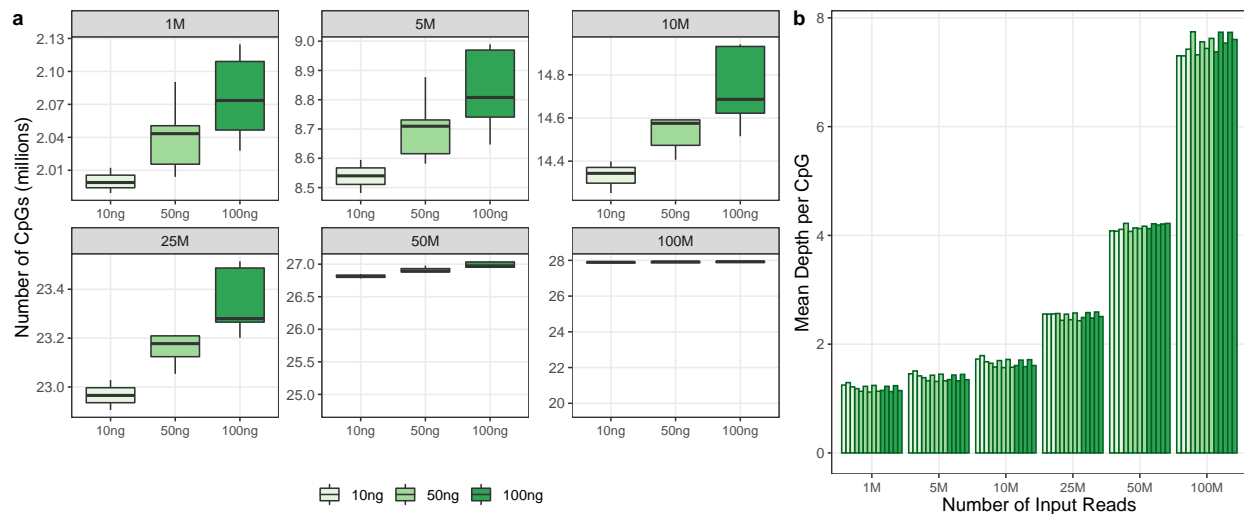 a
Number of CpGs (millions)
1M
2.13
2.10
2.07
2.04
2.01
10ng 50ng 100ng
5M
9.0
8.9
8.8
8.7
8.6
8.5
10ng 50ng 100ng
10M
14.8
14.6
14.4
10ng 50ng 100ng
25M
23.4
23.2
23.0
10ng 50ng 100ng
50M
27.0
26.5
26.0
25.5
25.0
10ng 50ng 100ng
100M
28
26
24
22
20
10ng 50ng 100ng
10ng 50ng 100ng
b
Mean Depth per CpG
8
6
4
2
0
1M 5M 10M 25M 50M 100M
Number of Input Reads